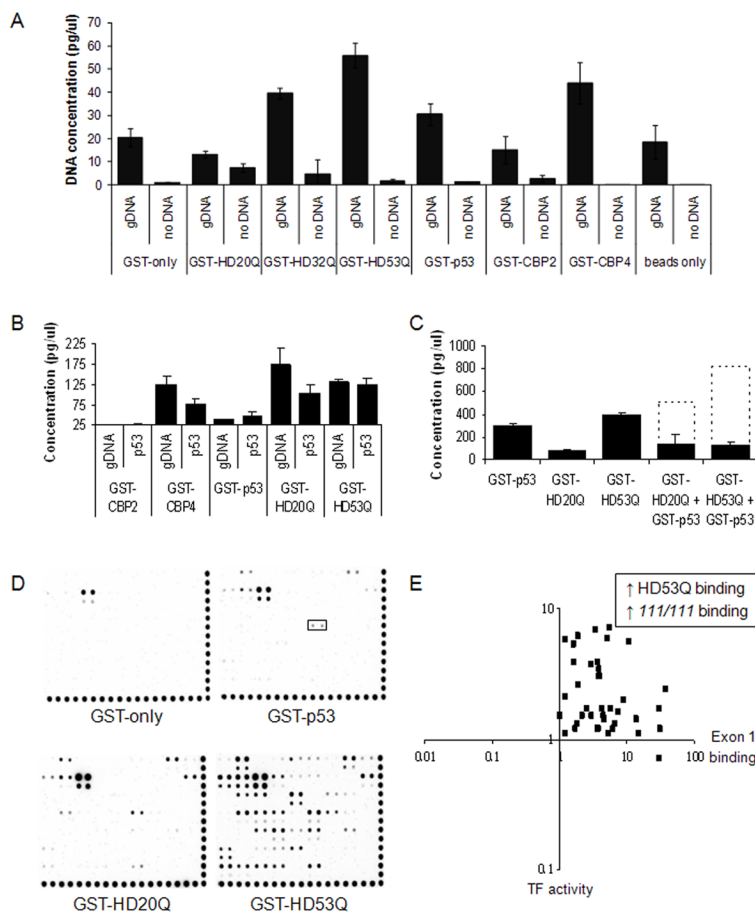 A
DNA concentration (pg/ul)
70
60
50
40
30
20
10
0
gDNA no DNA gDNA no DNA gDNA no DNA gDNA no DNA gDNA no DNA gDNA no DNA gDNA no DNA gDNA no DNA
GST-only GST-HD20Q GST-HD32Q GST-HD53Q GST-p53 GST-CBP2 GST-CBP4 beads only
B
Concentration (pg/ul)
225
175
125
75
25
gDNA p53 gDNA p53 gDNA p53 gDNA p53 gDNA p53
GST-CBP2 GST-CBP4 GST-p53 GST-HD20Q GST-HD53Q
C
Concentration (pg/ul)
1000
800
600
400
200
0
GST-p53 GST-HD20Q GST-HD53Q GST-HD20Q + GST-p53 GST-HD53Q + GST-p53
D
GST-only GST-p53
GST-HD20Q GST-HD53Q
E
↑ HD53Q binding
↑ 111/111 binding
10
Exon 1
binding
1
0.01 0.1 1 10 100
0.1
TF activity